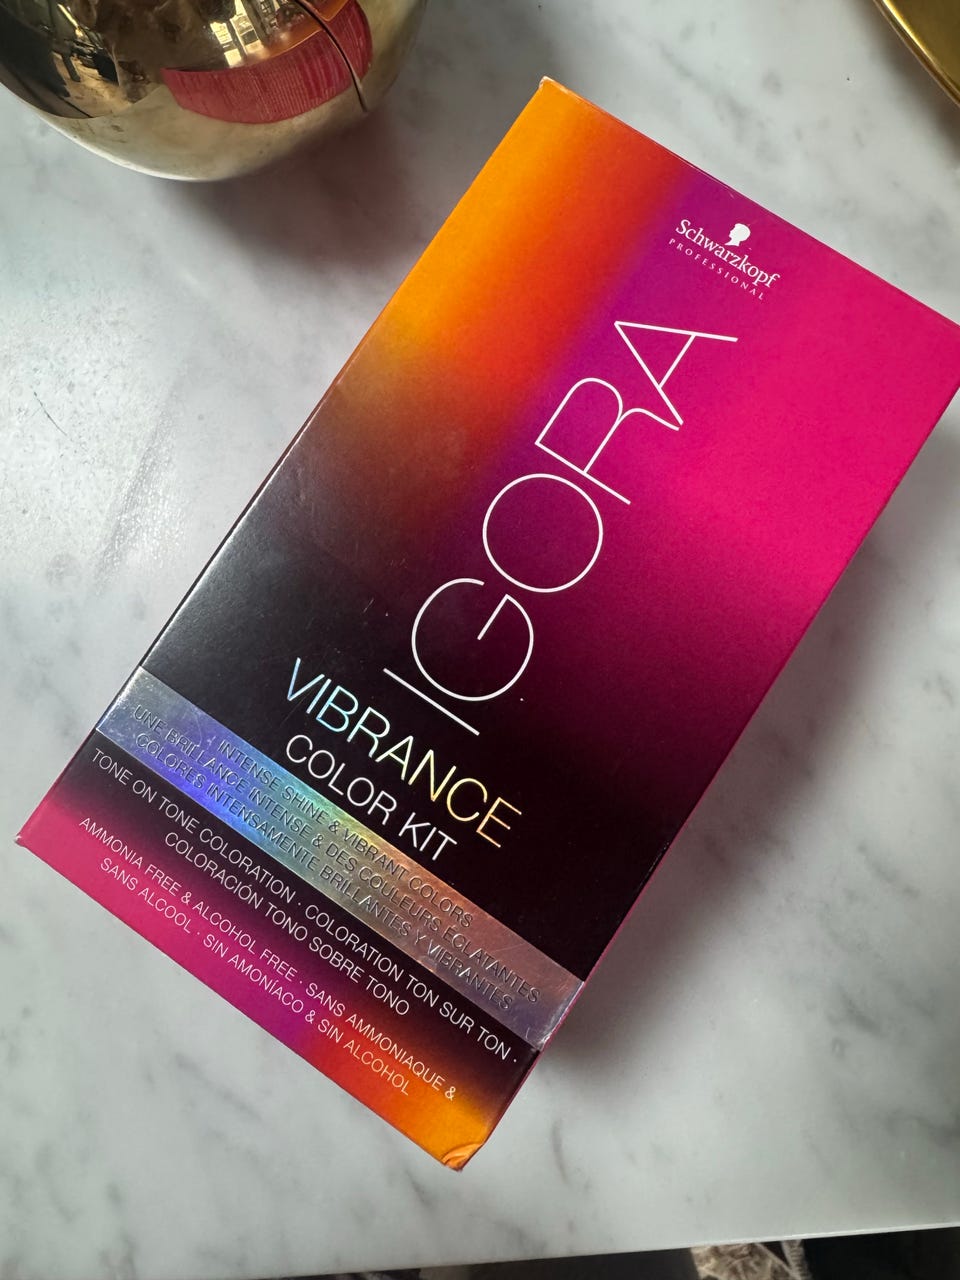 Schwarzkopf
PROFESSIONAL
IGORA
VIBRANCE
COLOR KIT
INTENSE SHINE & VIBRANT COLORS
UNE BRILLANCE INTENSE & DES COULEURS ÉCLATANTES
COLORES INTENSAMENTE BRILLANTES Y VIBRANTES
TONE ON TONE COLORATION · COLORATION TON SUR TON ·
COLORACIÓN TONO SOBRE TONO
AMMONIA FREE & ALCOHOL FREE · SANS AMMONIAQUE &
SANS ALCOOL · SIN AMONÍACO & SIN ALCOHOL